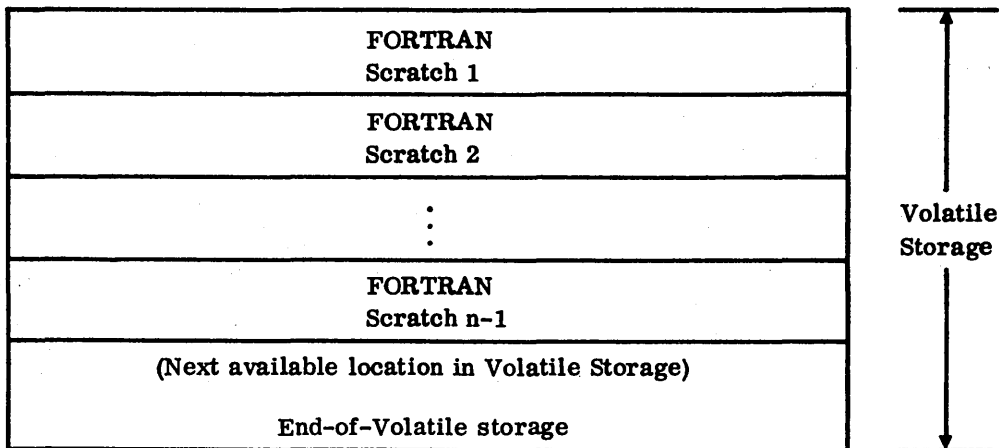 FORTRAN
Scratch 1
FORTRAN
Scratch 2
⋮
FORTRAN
Scratch n-1
(Next available location in Volatile Storage)
End-of-Volatile storage
Volatile
Storage